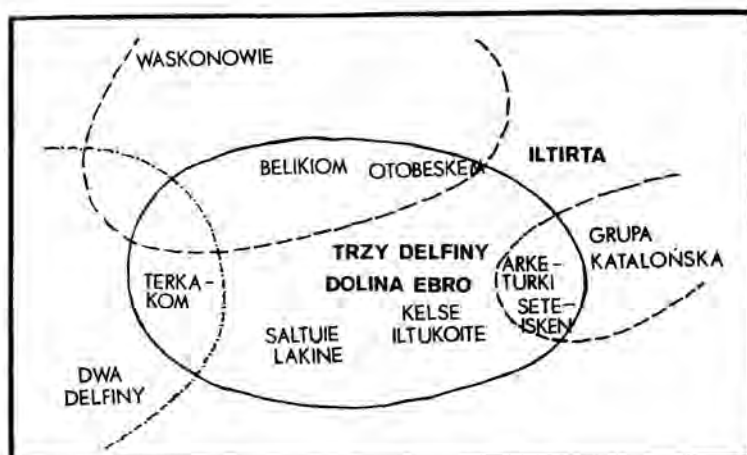 WASKONOWIE
BELIKIOM OTOBESKEM
ILTIRTA
TRZY DELFINY
DOLINA EBRO
GRUPA
KATALOŃSKA
ARKE-
TURKI
SETE-
ISKEN
TERKA-
KOM
KELSE
ILTUKOITE
SALTUIE
LAKINE
DWA
DELFINY